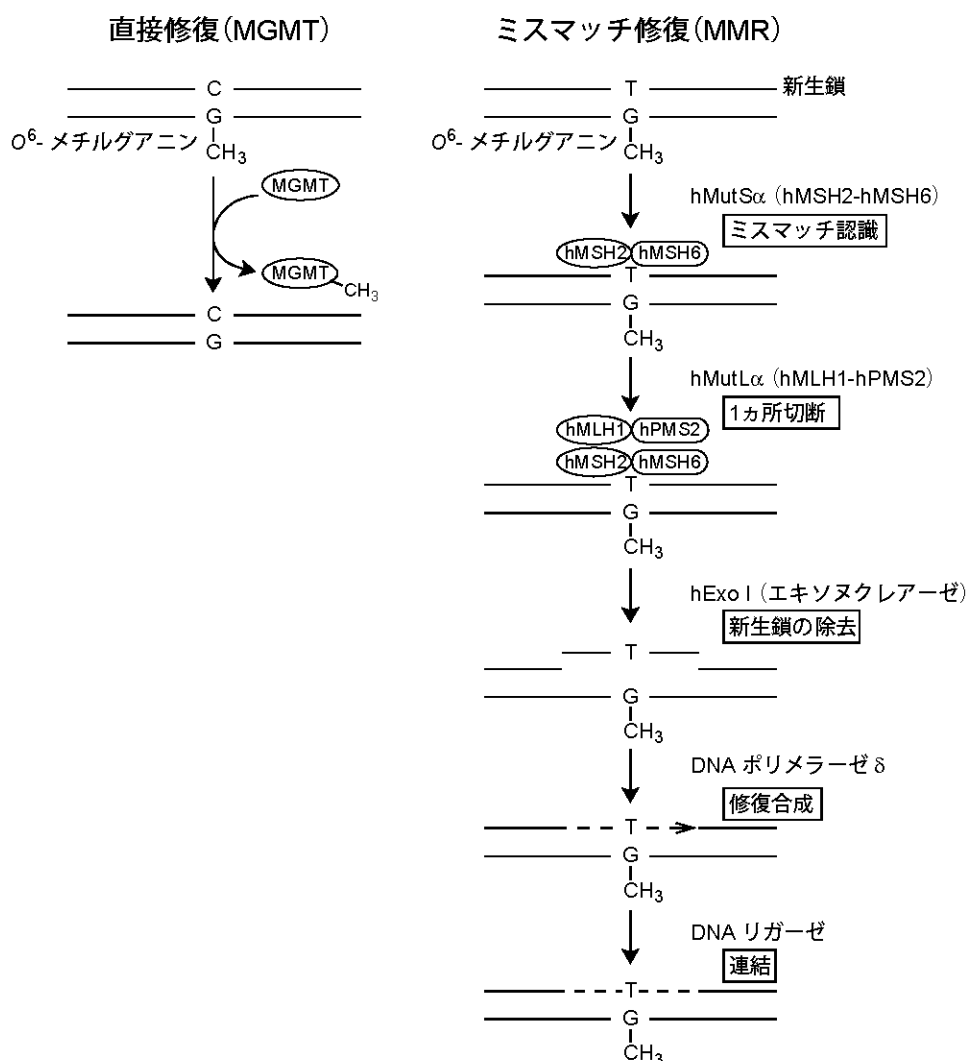 直接修復(MGMT)
C
G
O6- メチルグアニン
CH3
MGMT
MGMT
CH3
C
G
ミスマッチ修復(MMR)
T
新生鎖
G
O6- メチルグアニン
CH3
hMutSα (hMSH2-hMSH6)
ミスマッチ認識
hMSH2 hMSH6
T
G
CH3
hMutLα (hMLH1-hPMS2)
1ヵ所切断
hMLH1 hPMS2
hMSH2 hMSH6
T
G
CH3
hExo I (エキソヌクレアーゼ)
新生鎖の除去
T
G
CH3
DNA ポリメラーゼ δ
修復合成
T
G
CH3
DNA リガーゼ
連結
T
G
CH3